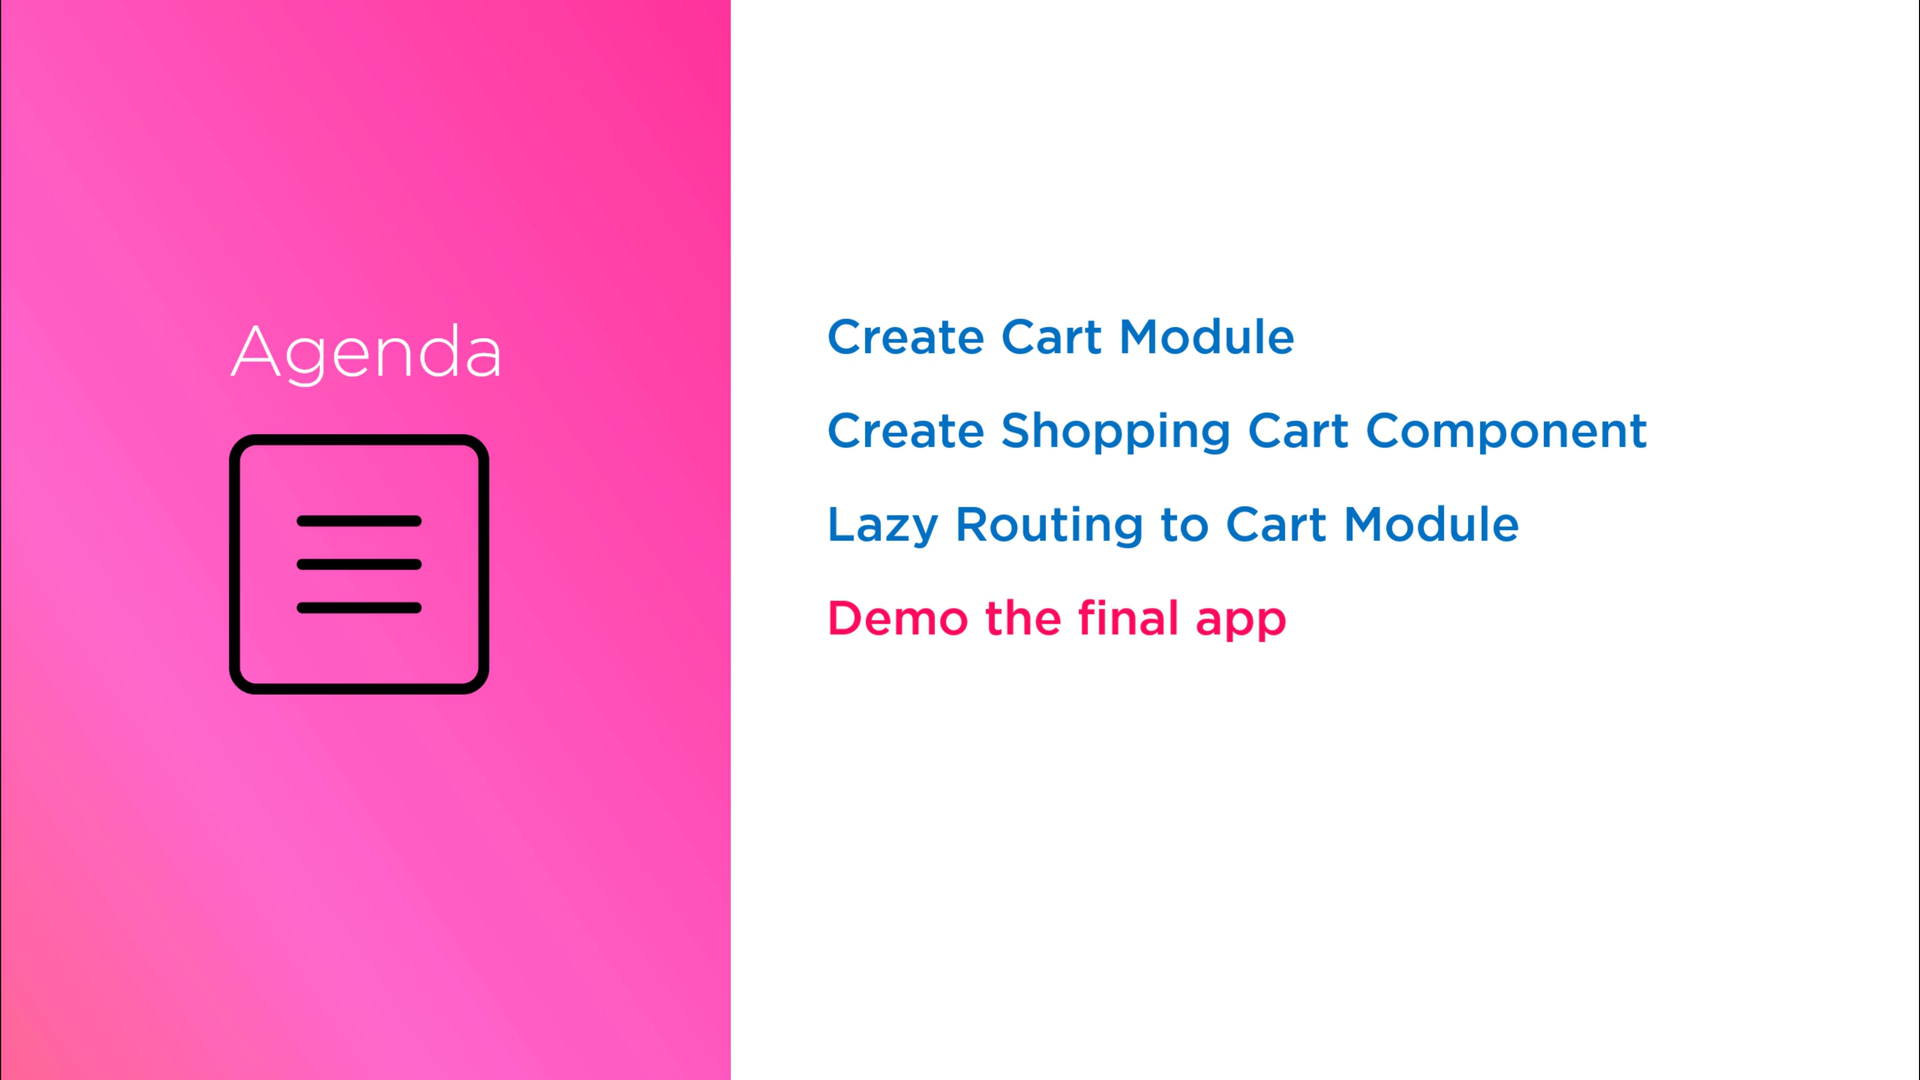 Agenda
Create Cart Module
Create Shopping Cart Component
Lazy Routing to Cart Module
Demo the final app